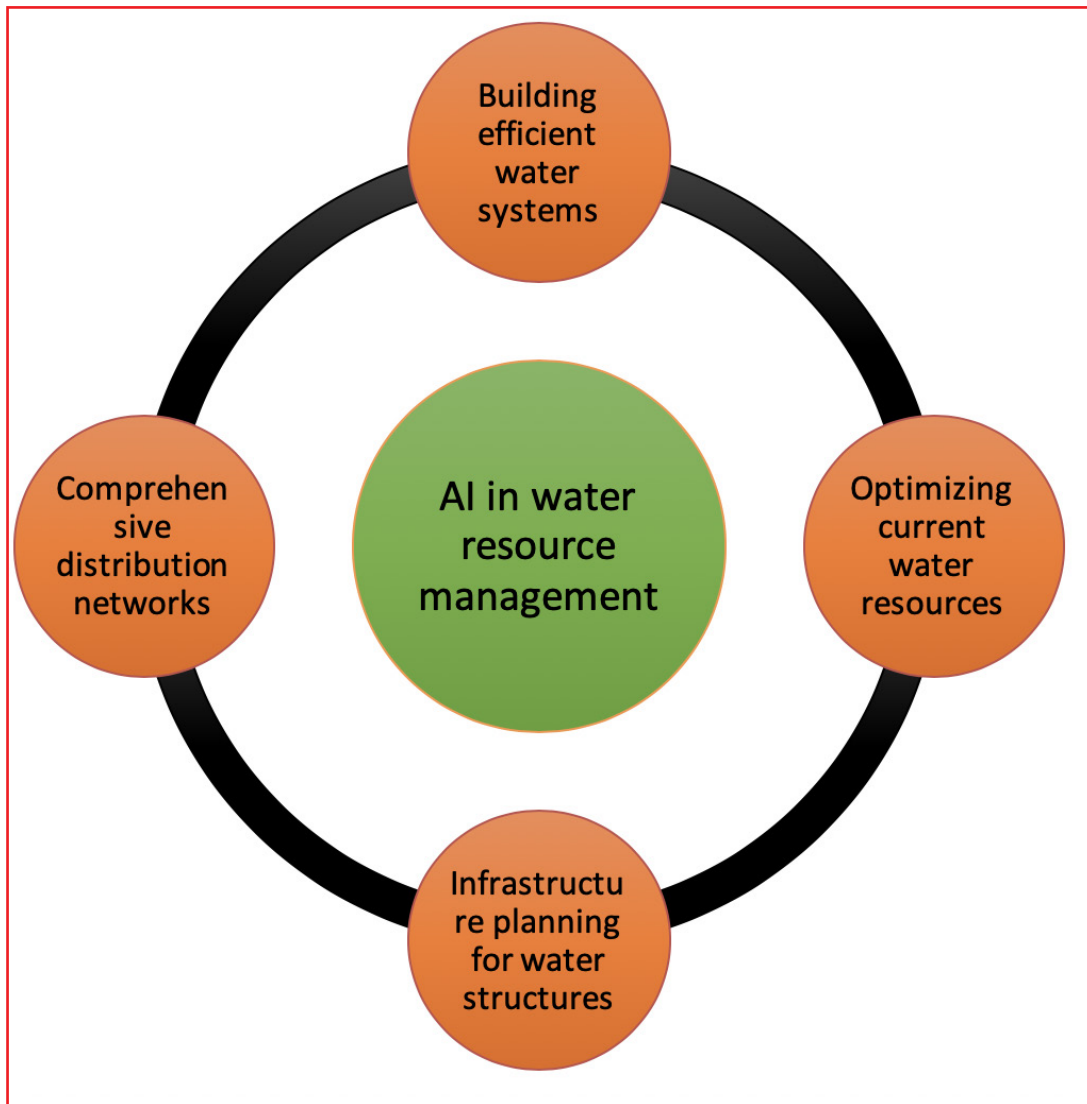 Building
efficient
water
systems
Comprehen
sive
distribution
networks
AI in water
resource
management
Optimizing
current
water
resources
Infrastructu
re planning
for water
structures